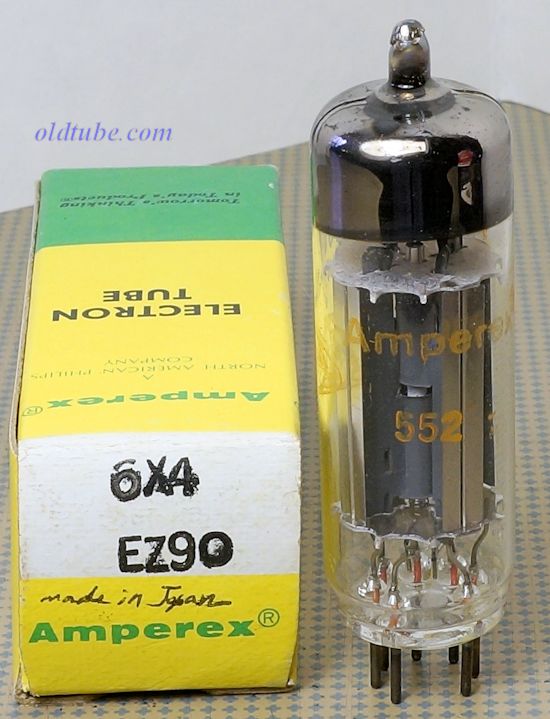 oldtube.com
Tomorrow's Thinking
in Today's Products
ELECTRON
TUBE
A
NORTH AMERICAN PHILIPS
COMPANY
Amperex®
6X4
EZ90
made in Japan
Amperex®
Amperex
552